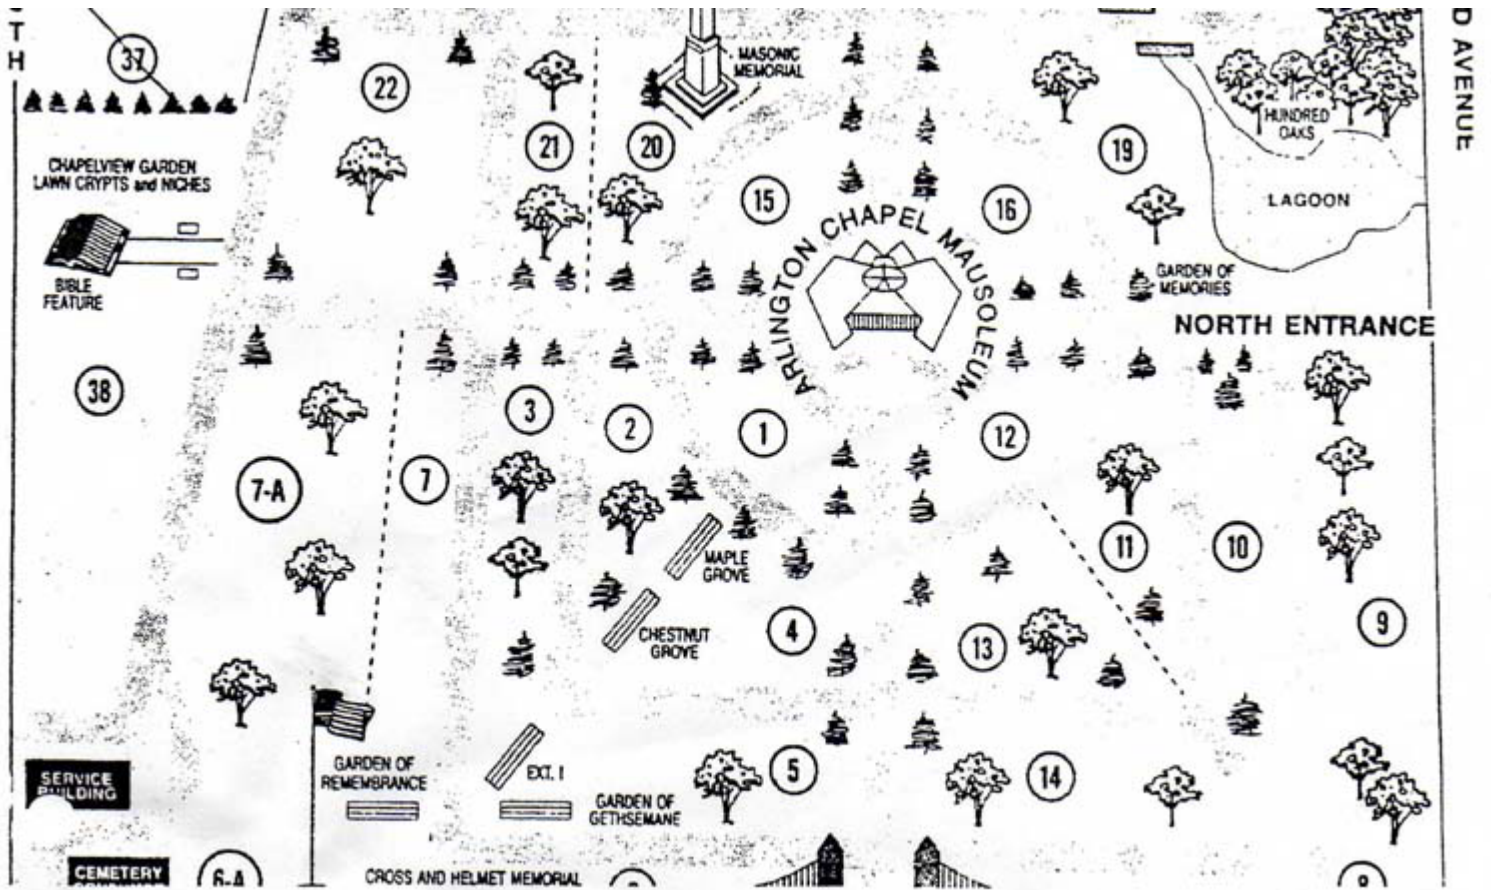 TH
37
22
MASONIC
MEMORIAL
D AVENUE
HUNDRED
OAKS
21
20
19
CHAPELVIEW GARDEN
LAWN CRYPTS and NICHES
15
16
LAGOON
ARLINGTON CHAPEL MAUSOLEUM
BIBLE
FEATURE
GARDEN OF
MEMORIES
NORTH ENTRANCE
38
3
2
1
12
7-A
7
11
10
MAPLE
GROVE
CHESTNUT
GROVE
4
13
9
GARDEN OF
REMEMBRANCE
EXT. I
5
14
SERVICE
BUILDING
GARDEN OF
GETHSEMANE
CEMETERY
6-A
CROSS AND HELMET MEMORIAL
8